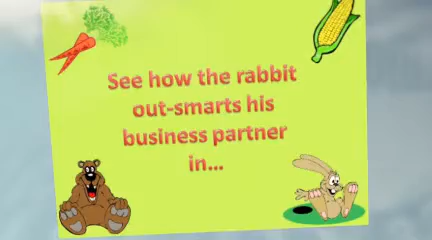 See how the rabbit
out-smarts his
business partner
in...